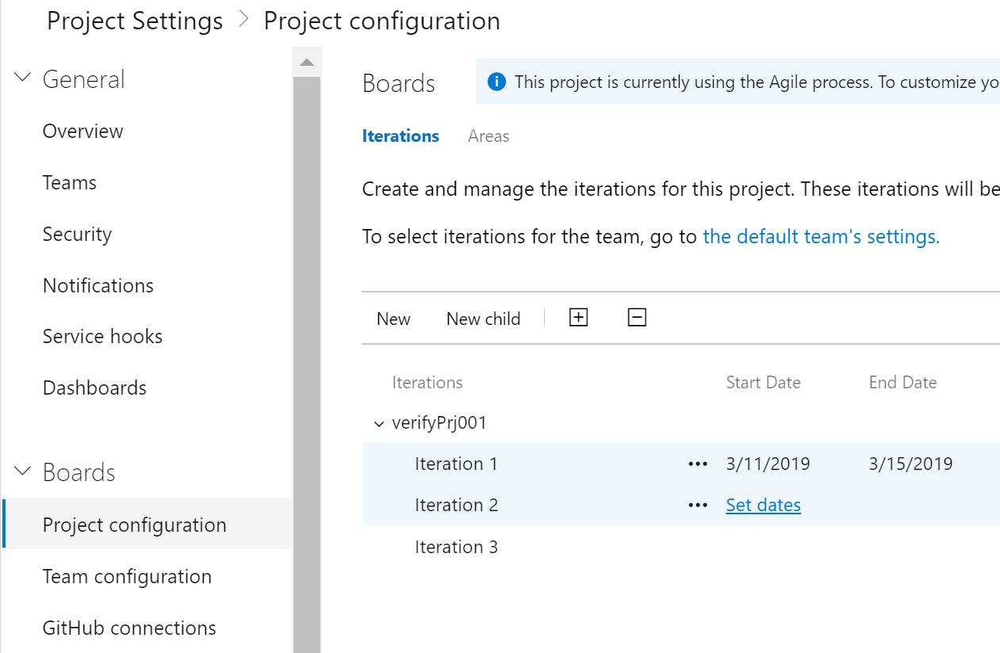 Project Settings > Project configuration
General
Overview
Teams
Security
Notifications
Service hooks
Dashboards
Boards
Project configuration
Team configuration
GitHub connections
Boards
This project is currently using the Agile process. To customize yo
Iterations Areas
Create and manage the iterations for this project. These iterations will be
To select iterations for the team, go to the default team's settings.
New New child
Iterations Start Date End Date
verifyPrj001
Iteration 1 ••• 3/11/2019 3/15/2019
Iteration 2 ••• Set dates
Iteration 3